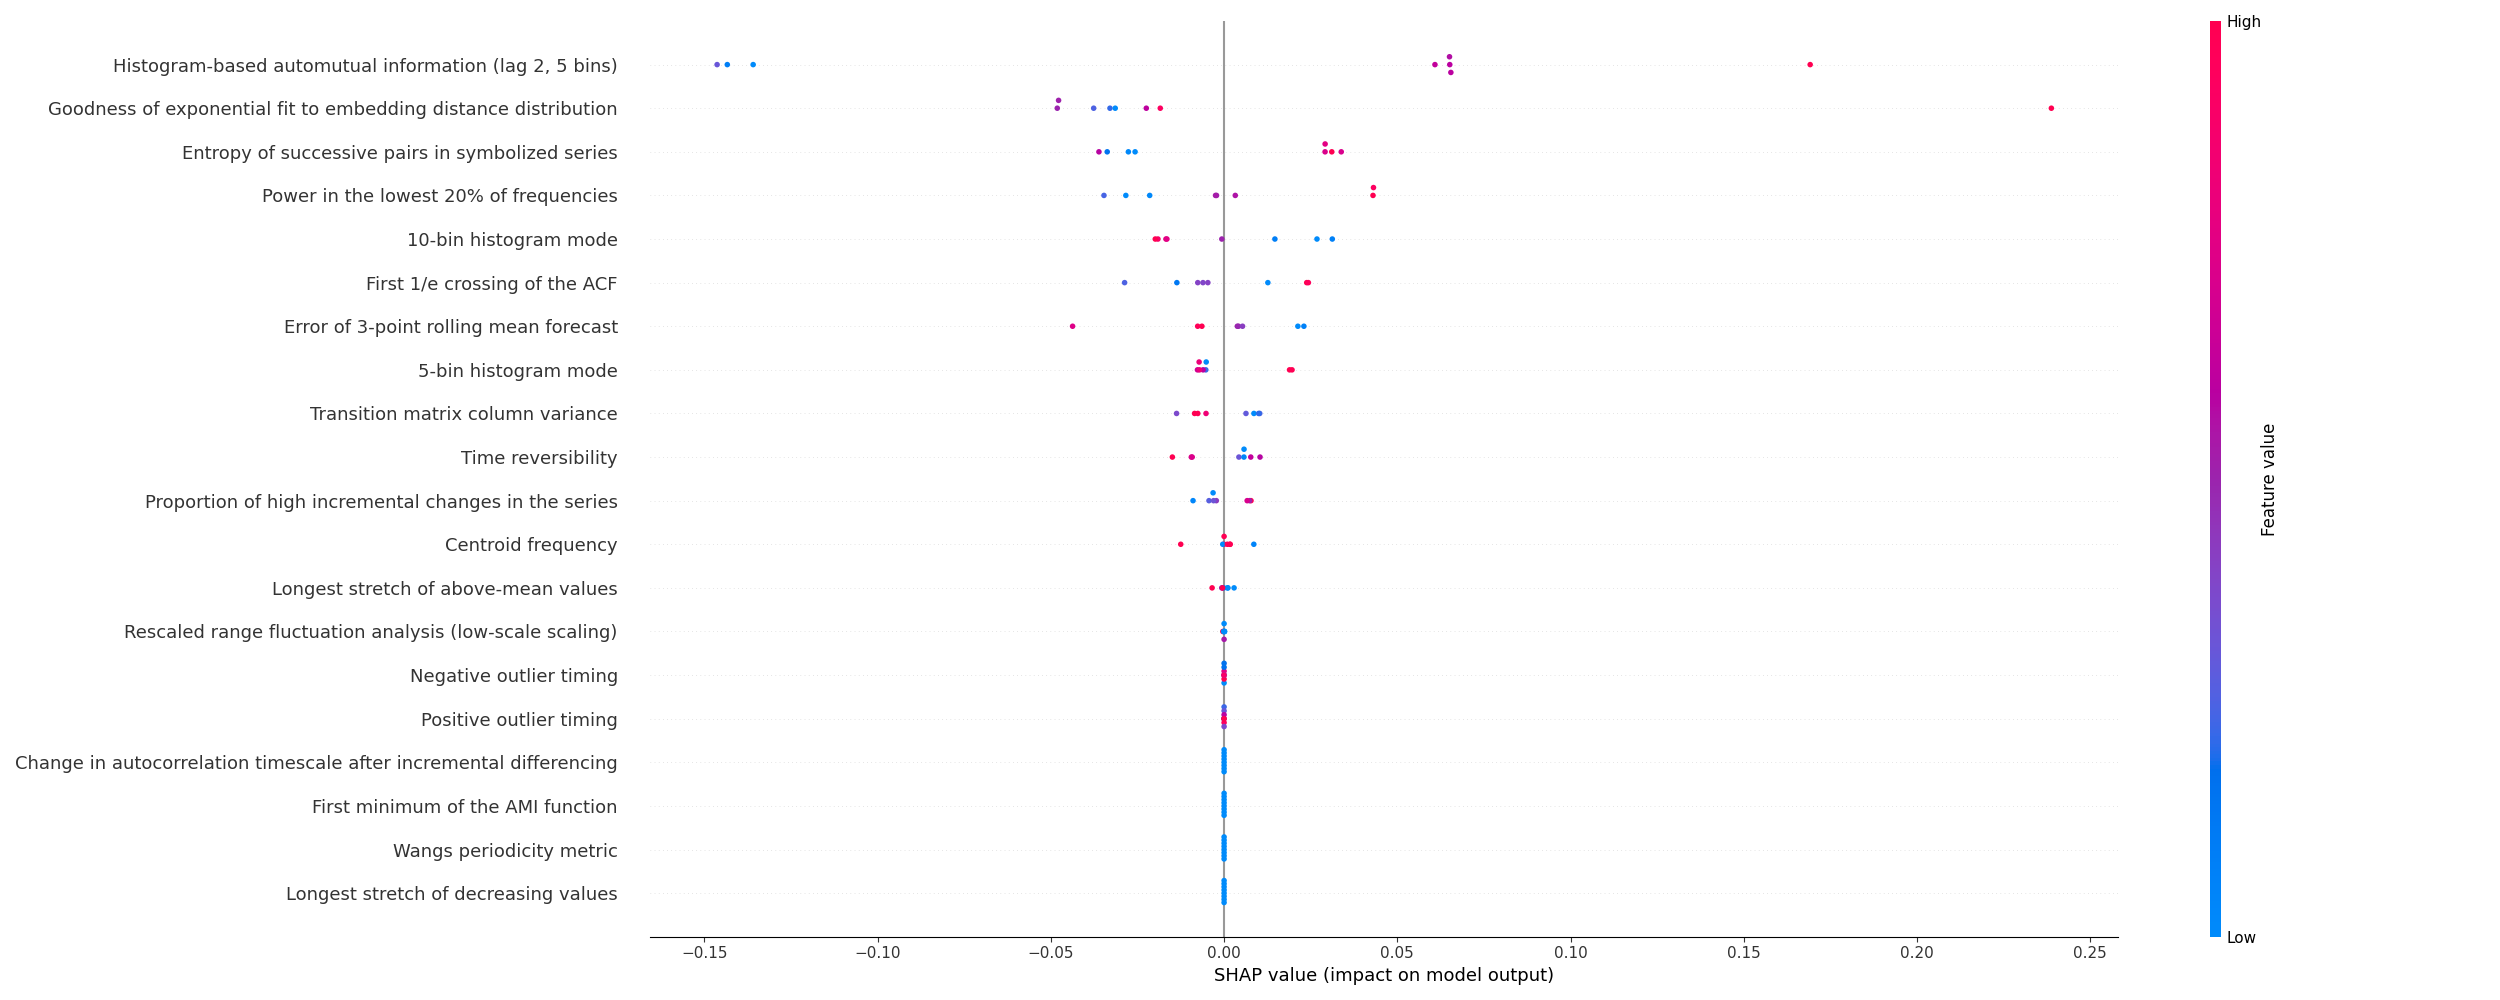 High
Histogram-based automutual information (lag 2, 5 bins)
Goodness of exponential fit to embedding distance distribution
Entropy of successive pairs in symbolized series
Power in the lowest 20% of frequencies
10-bin histogram mode
First 1/e crossing of the ACF
Error of 3-point rolling mean forecast
5-bin histogram mode
Transition matrix column variance
Time reversibility
Feature value
Proportion of high incremental changes in the series
Centroid frequency
Longest stretch of above-mean values
Rescaled range fluctuation analysis (low-scale scaling)
Negative outlier timing
Positive outlier timing
Change in autocorrelation timescale after incremental differencing
First minimum of the AMI function
Wangs periodicity metric
Longest stretch of decreasing values
Low
−0.15 −0.10 −0.05 0.00 0.05 0.10 0.15 0.20 0.25
SHAP value (impact on model output)